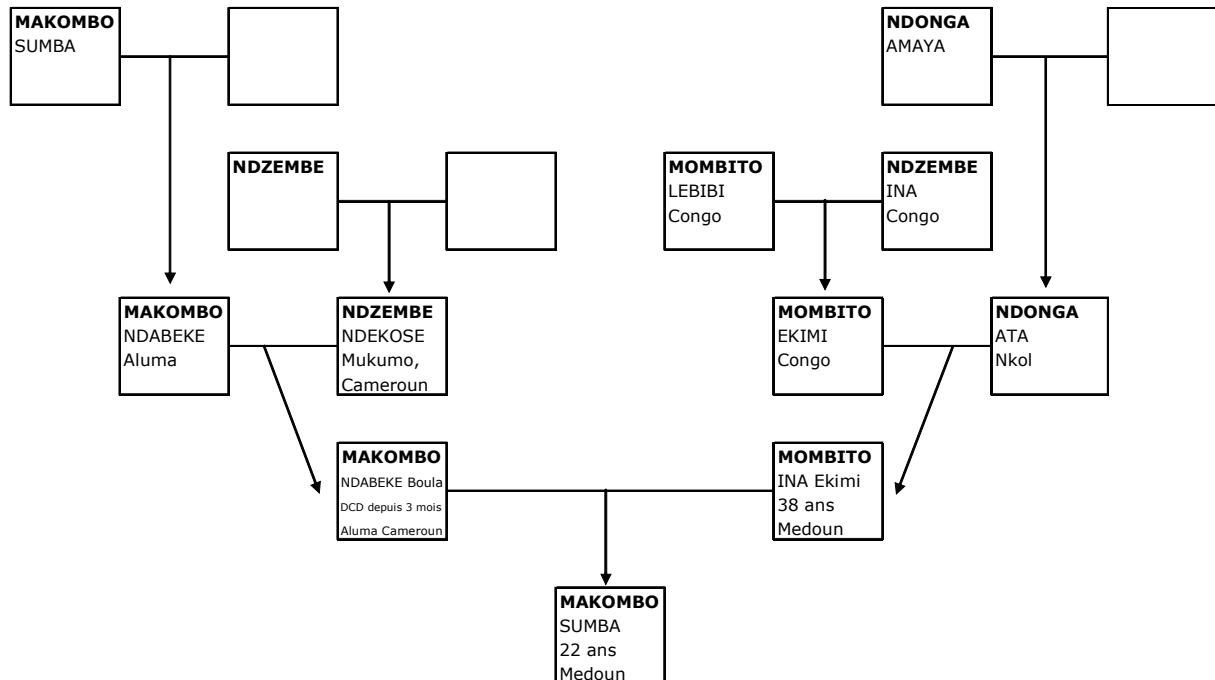 MAKOMBO
SUMBA
NDONGA
AMAYA
NDZEMBE
MOMBITO
LEBIBI
Congo
NDZEMBE
INA
Congo
MAKOMBO
NDABEKE
Aluma
NDZEMBE
NDEKOSE
Mukumo,
Cameroun
MOMBITO
EKIMI
Congo
NDONGA
ATA
Nkol
MAKOMBO
NDABEKE Boula
DCD depuis 3 mois
Aluma Cameroun
MOMBITO
INA Ekimi
38 ans
Medoun
MAKOMBO
SUMBA
22 ans
Medoun